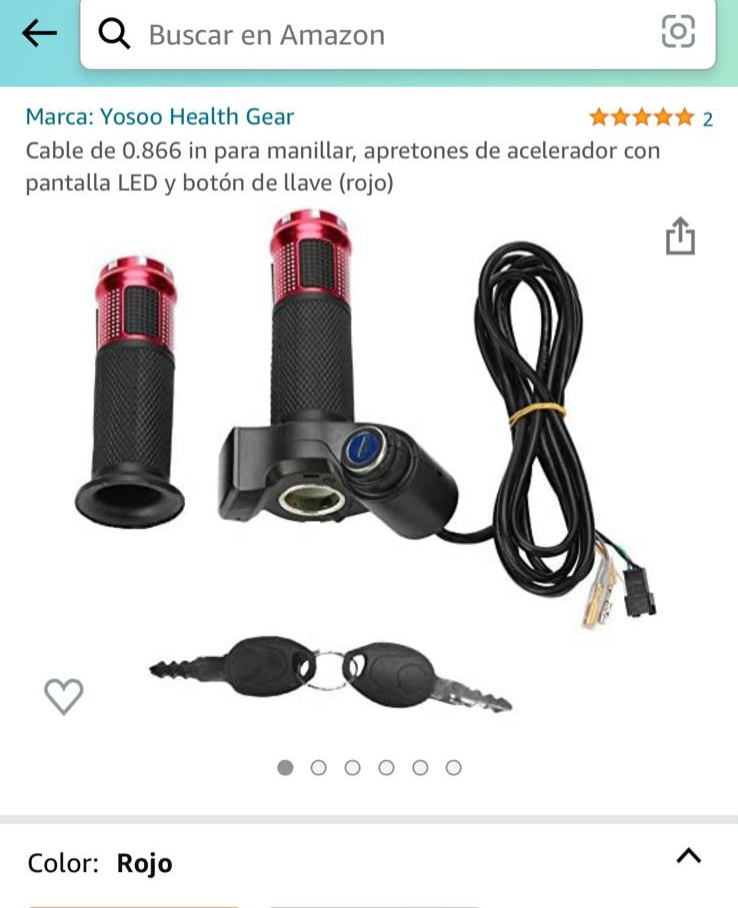 Buscar en Amazon
Marca: Yosoo Health Gear
2
Cable de 0.866 in para manillar, apretones de acelerador con
pantalla LED y botón de llave (rojo)
Color: Rojo